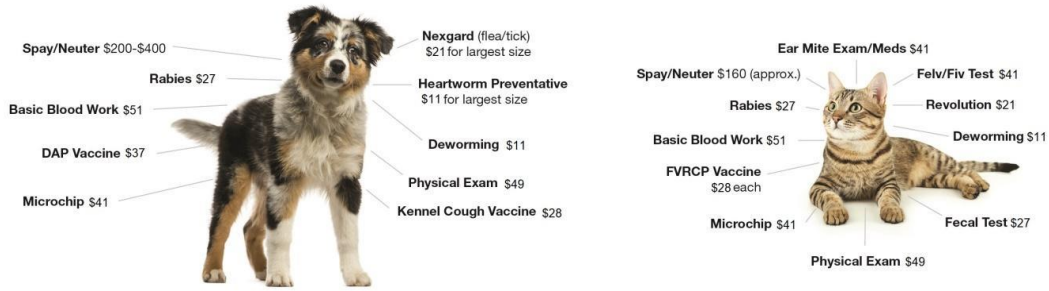 Spay/Neuter $200-$400
Rabies $27
Basic Blood Work $51
DAP Vaccine $37
Microchip $41
Nexgard (flea/tick)
$21 for largest size
Heartworm Preventative
$11 for largest size
Deworming $11
Physical Exam $49
Kennel Cough Vaccine $28
Ear Mite Exam/Meds $41
Spay/Neuter $160 (approx.)
Rabies $27
Basic Blood Work $51
FVRCP Vaccine
$28 each
Microchip $41
Physical Exam $49
Felv/Fiv Test $41
Revolution $21
Deworming $11
Fecal Test $27